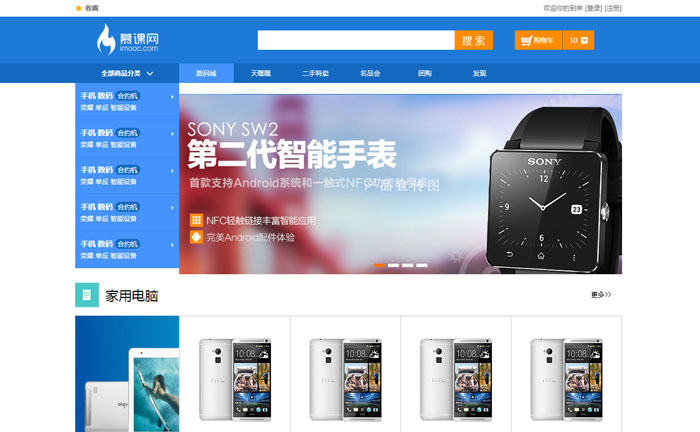 收藏
欢迎你的到来 [登录] [注册]
慕课网
imooc.com
搜 索
购物车
10
全部商品分类
数码城
天黑黑
二手特卖
名品会
团购
发现
手机 数码 合约机
荣耀 单反 智能设备
手机 数码 合约机
荣耀 单反 智能设备
手机 数码 合约机
荣耀 单反 智能设备
手机 数码 合约机
荣耀 单反 智能设备
手机 数码 合约机
荣耀 单反 智能设备
SONY SW2
第二代智能手表
首款支持Android系统和一触式NFC
产品宣传图
NFC轻触链接丰富智能应用
完美Android配件体验
SONY
12
23
家用电脑
更多>>
10:08
10:08
10:08
10:08